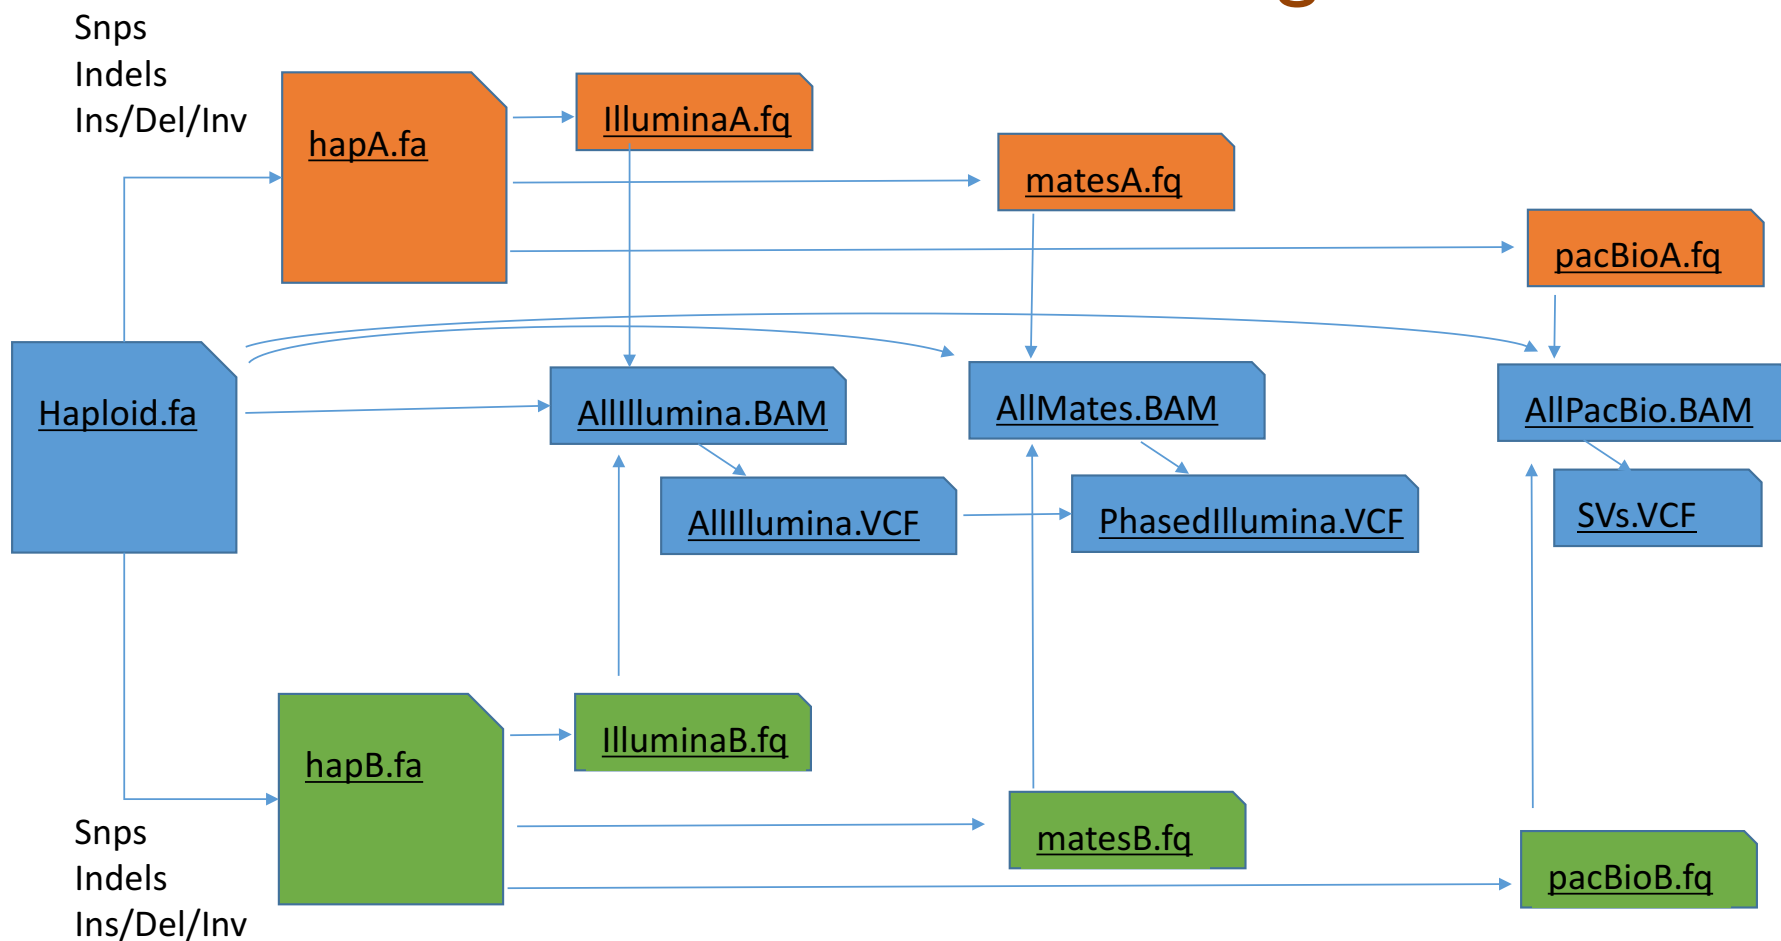 Snps
Indels
Ins/Del/Inv
hapA.fa
IlluminaA.fq
matesA.fq
pacBioA.fq
Haploid.fa
AllIllumina.BAM
AllMates.BAM
AllPacBio.BAM
AllIllumina.VCF
PhasedIllumina.VCF
SVs.VCF
hapB.fa
IlluminaB.fq
matesB.fq
pacBioB.fq
Snps
Indels
Ins/Del/Inv